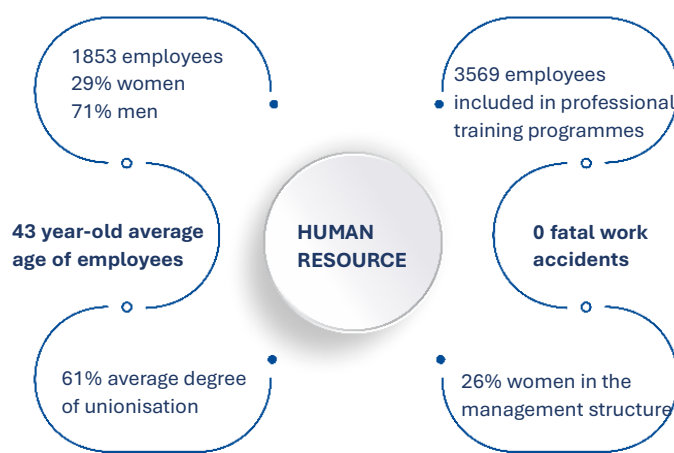 1853 employees
29% women
71% men
3569 employees
included in professional
training programmes
43 year-old average
age of employees
HUMAN
RESOURCE
0 fatal work
accidents
61% average degree
of unionisation
26% women in the
management structure